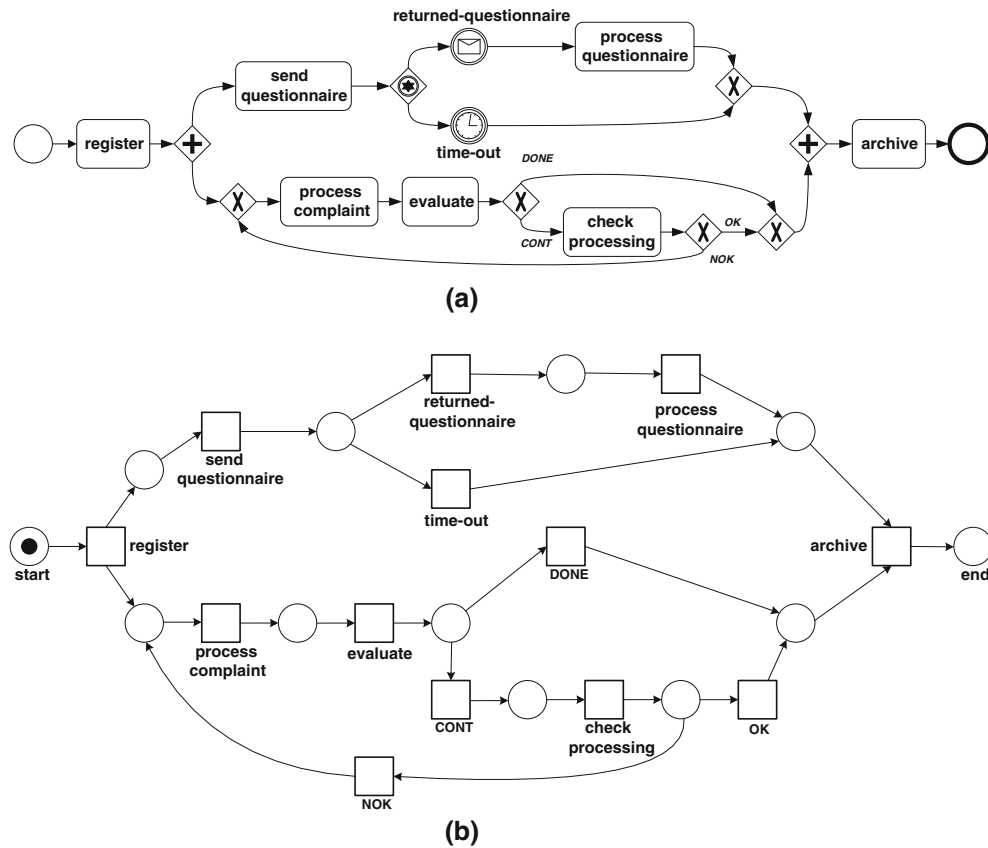 returned-questionnaire
process
questionnaire
send
questionnaire
register
time-out
archive
DONE
process
complaint
evaluate
check
processing
CONT
OK
NOK
(a)
returned-
questionnaire
process
questionnaire
send
questionnaire
time-out
register
start
archive
end
DONE
process
complaint
evaluate
CONT
check
processing
OK
NOK
(b)